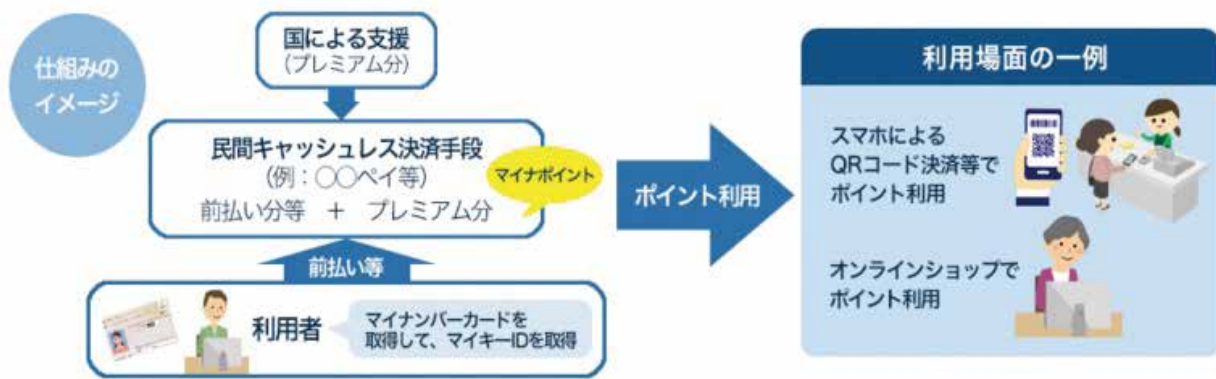 仕組みの
イメージ
国による支援
(プレミアム分)
民間キャッシュレス決済手段
(例：○○ペイ等)
前払い分等　+　プレミアム分
マイナポイント
前払い等
利用者
マイナンバーカードを
取得して、マイキーIDを取得
ポイント利用
利用場面の一例
スマホによる
QRコード決済等で
ポイント利用
オンラインショップで
ポイント利用